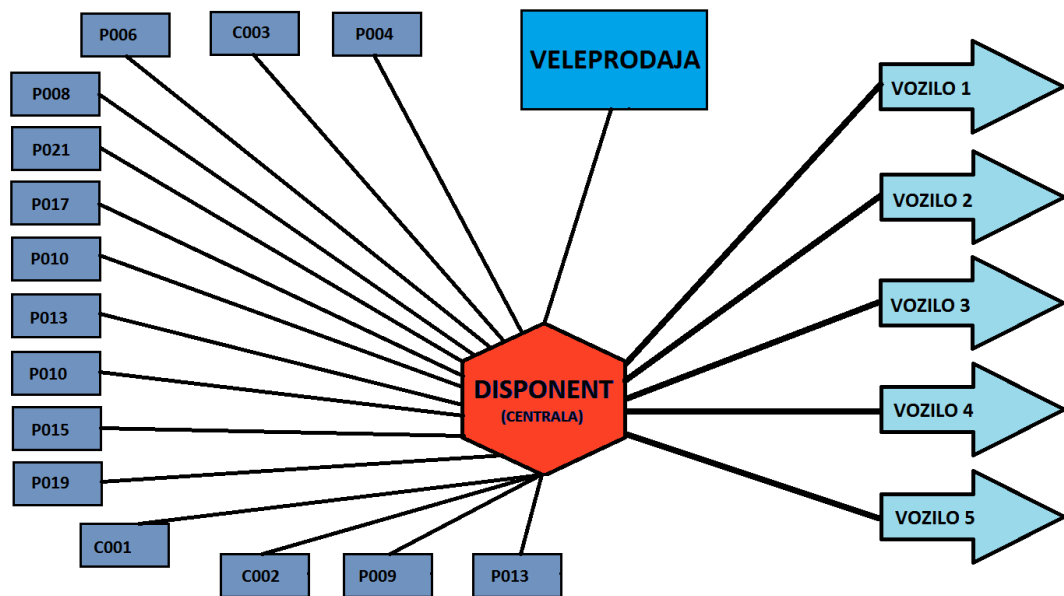 P006
C003
P004
VELEPRODAJA
VOZILO 1
P008
P021
VOZILO 2
P017
P010
VOZILO 3
P013
P010
DISPONENT
(CENTRALA)
VOZILO 4
P015
P019
VOZILO 5
C001
C002
P009
P013